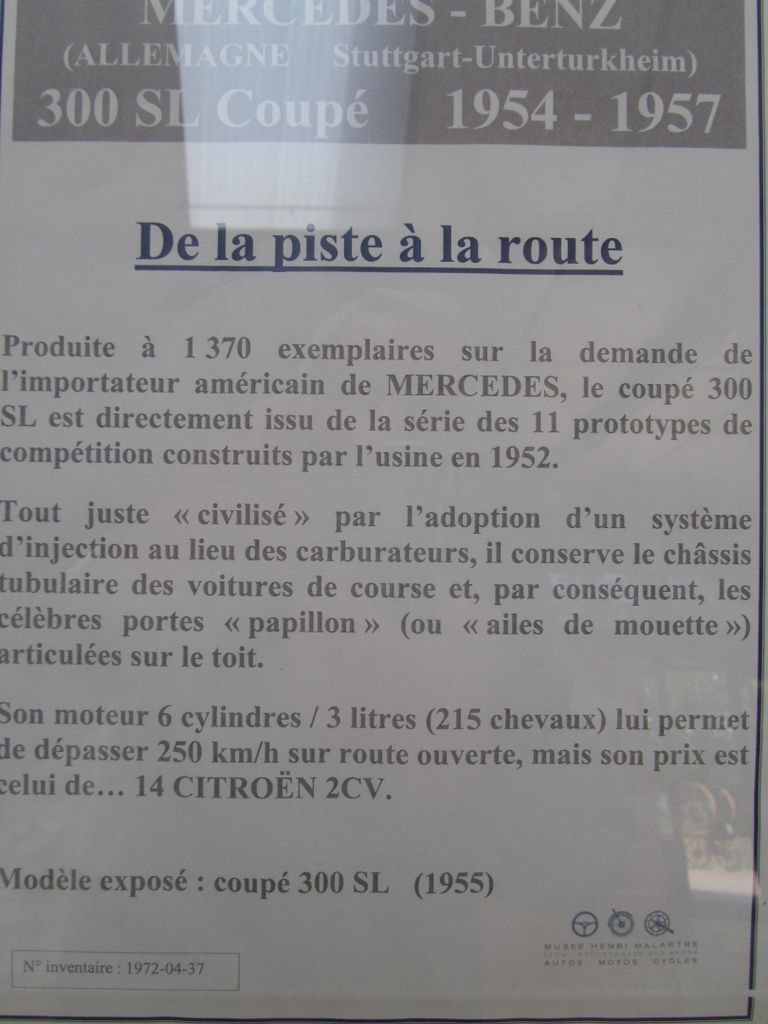 MERCEDES - BENZ
(ALLEMAGNE Stuttgart-Unterturkheim)
300 SL Coupé 1954 - 1957
De la piste à la route
Produite à 1 370 exemplaires sur la demande de
l'importateur américain de MERCEDES, le coupé 300
SL est directement issu de la série des 11 prototypes de
compétition construits par l'usine en 1952.
Tout juste « civilisé » par l'adoption d'un système
d'injection au lieu des carburateurs, il conserve le châssis
tubulaire des voitures de course et, par conséquent, les
célèbres portes « papillon » (ou « ailes de mouette »)
articulées sur le toit.
Son moteur 6 cylindres / 3 litres (215 chevaux) lui permet
de dépasser 250 km/h sur route ouverte, mais son prix est
celui de... 14 CITROËN 2CV.
Modèle exposé : coupé 300 SL (1955)
MUSEE HENRI MALARTRE
LYON - ROCHETAILLEE SUR SAONE
AUTOS - MOTOS - CYCLES
N° inventaire : 1972-04-37